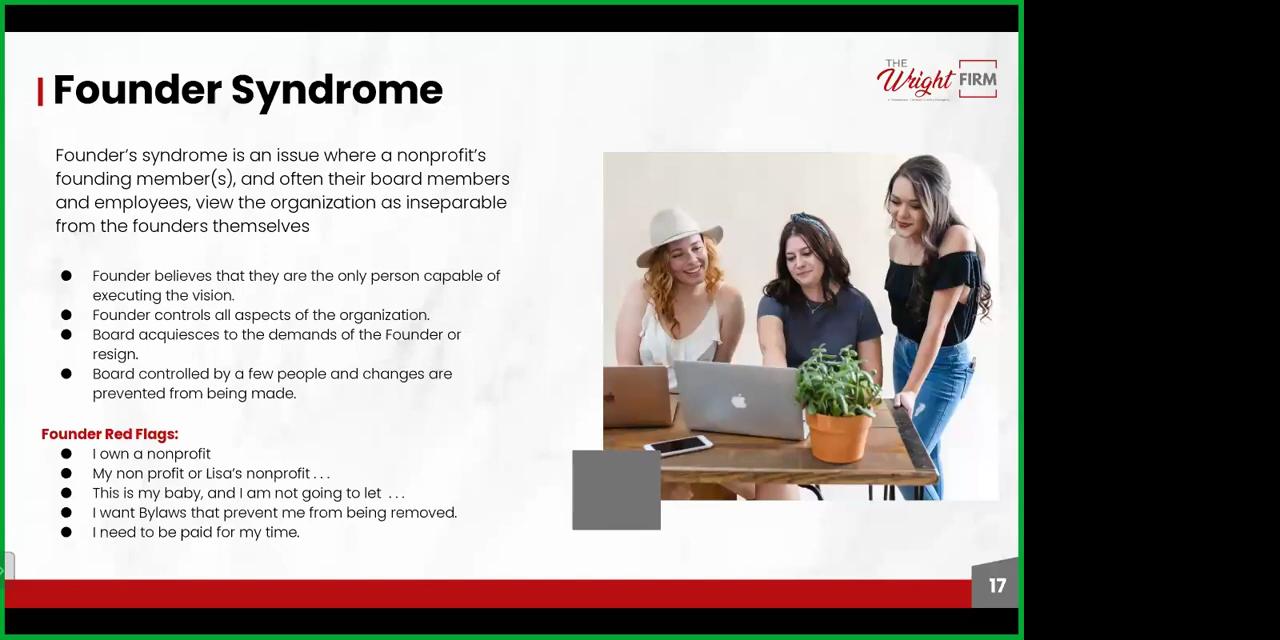 Founder Syndrome
THE
Wright FIRM
Founder’s syndrome is an issue where a nonprofit’s
founding member(s), and often their board members
and employees, view the organization as inseparable
from the founders themselves
● Founder believes that they are the only person capable of
executing the vision.
● Founder controls all aspects of the organization.
● Board acquiesces to the demands of the Founder or
resign.
● Board controlled by a few people and changes are
prevented from being made.
Founder Red Flags:
● I own a nonprofit
● My non profit or Lisa’s nonprofit . . .
● This is my baby, and I am not going to let . . .
● I want Bylaws that prevent me from being removed.
● I need to be paid for my time.
17